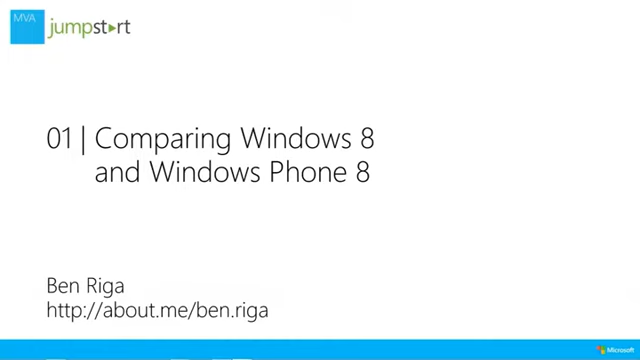 MVA
jumpstart
01 | Comparing Windows 8
and Windows Phone 8
Ben Riga
http://about.me/ben.riga
Microsoft